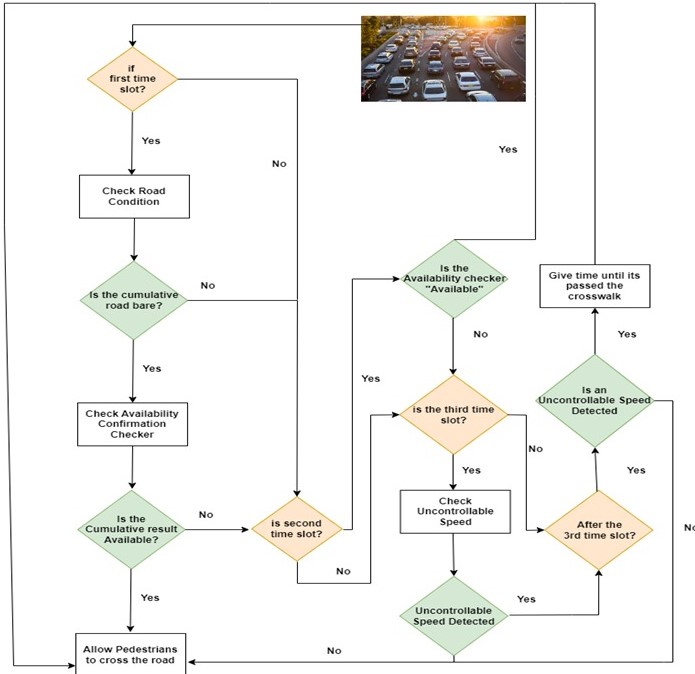 if
first time
slot?
Yes
No
Yes
Check Road
Condition
Is the cumulative
road bare?
No
Is the
Availability checker
"Available"
Give time until its
passed the
crosswalk
No
Yes
Yes
Yes
Check Availability
Confirmation
Checker
is the third time
slot?
Is an
Uncontrollable Speed
Detected
No
Yes
Yes
Is the
Cumulative result
Available?
No
is second
time slot?
Check
Uncontrollable
Speed
After the
3rd time slot?
No
No
Yes
Uncontrollable
Speed Detected
Yes
Allow Pedestrians
to cross the road
No